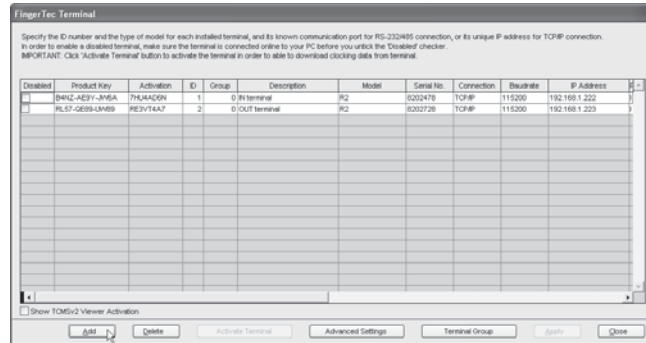 FingerTec Terminal
Specify the ID number and the type of model for each installed terminal, and its known communication port for RS-232/485 connection, or its unique IP address for TCP/IP connection.
In order to enable a disabled terminal, make sure the terminal is connected online to your PC before you untick the 'Disabled' checker.
IMPORTANT: Click 'Activate Terminal' button to activate the terminal in order to able to download clocking data from terminal.
Disabled Product Key Activation ID Group Description Model Serial No. Connection Baudrate IP Address
B4NZ-AE9Y-JW6A 7HU4AD6N 1 0 IN terminal R2 8202478 TCP/IP 115200 192.168.1.222
RL57-QE89-UW89 RE3VT4A7 2 0 OUT terminal R2 8202728 TCP/IP 115200 192.168.1.223
Show TCMSv2 Viewer Activation
Add Delete Activate Terminal Advanced Settings Terminal Group Apply Close